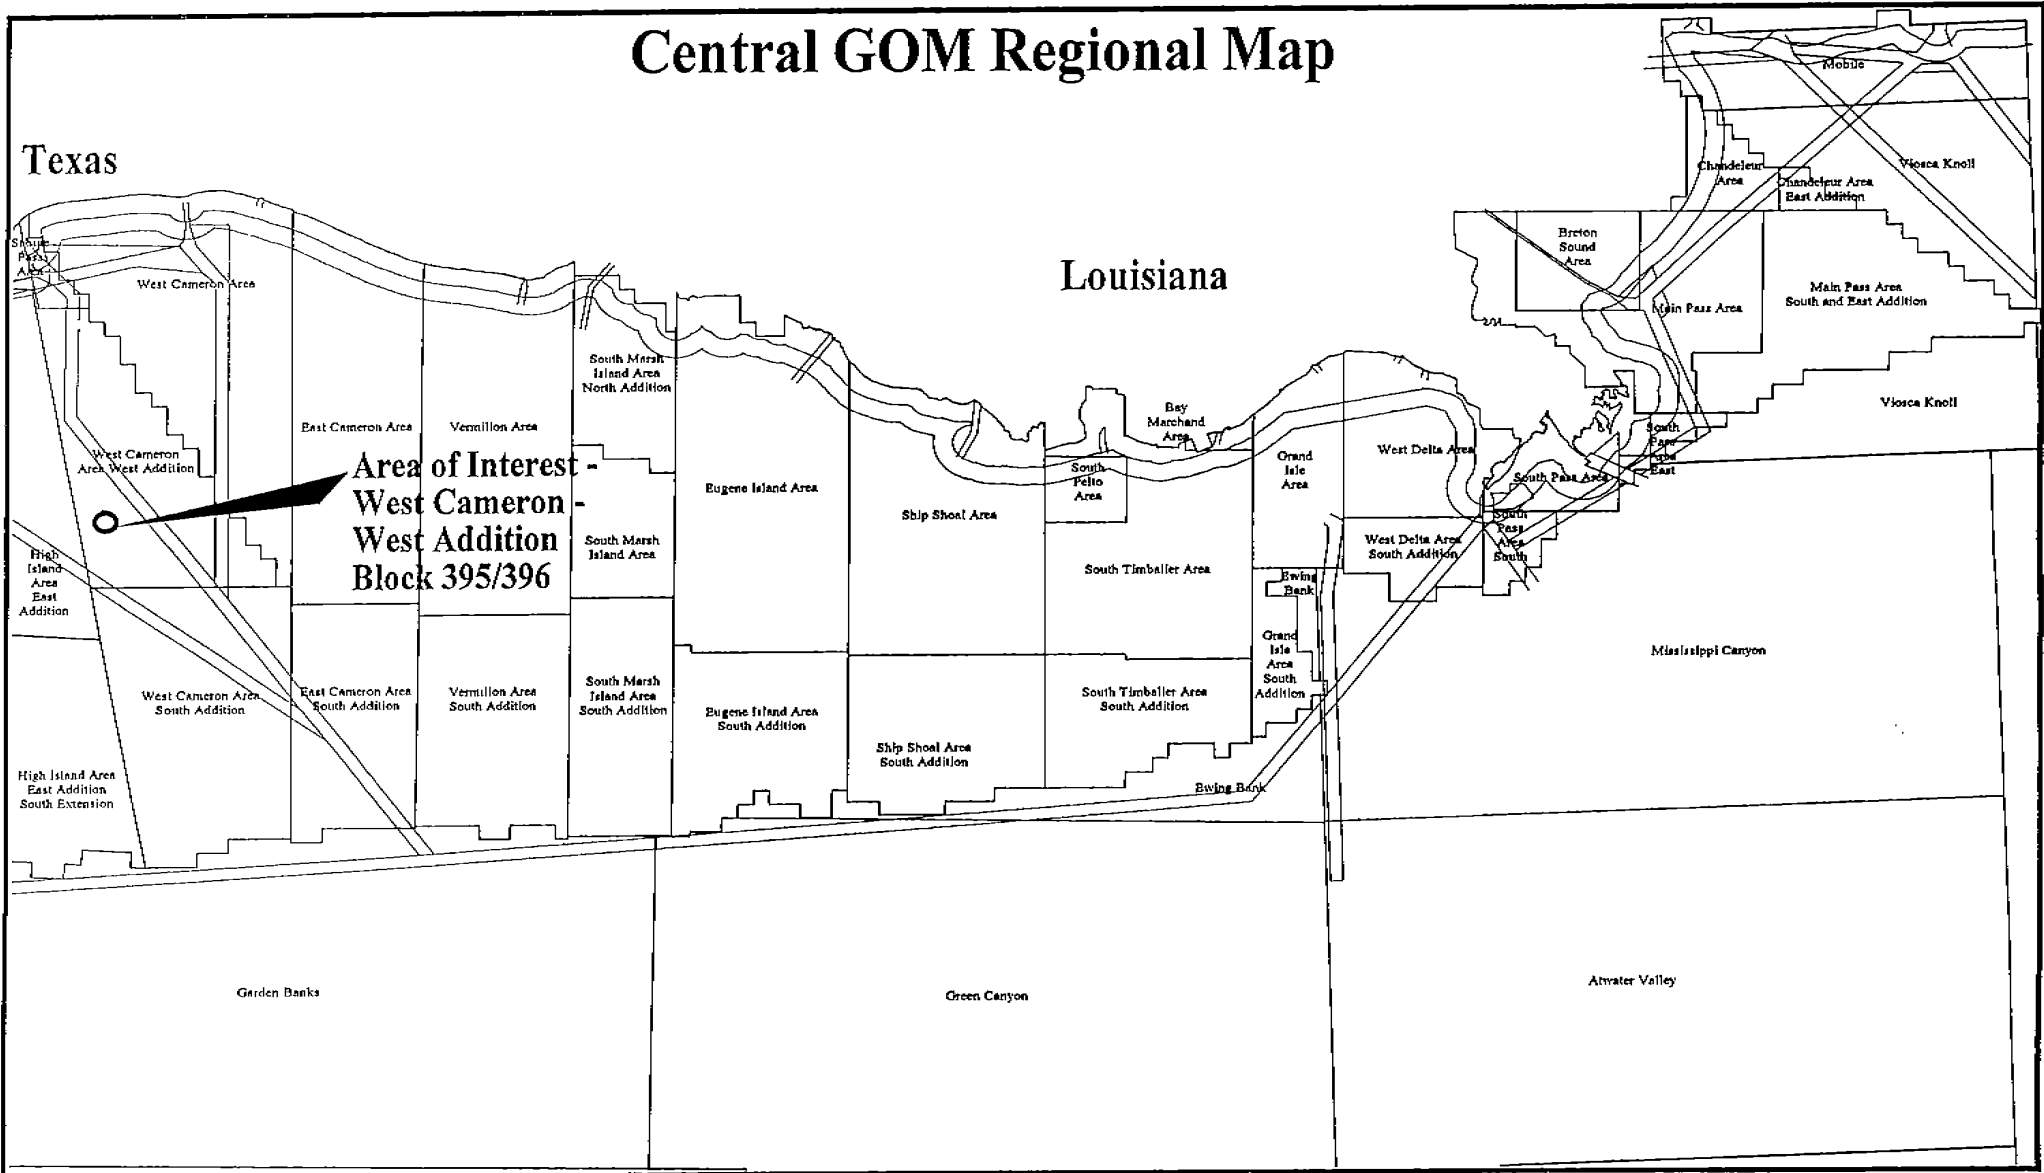 Central GOM Regional Map
Texas
Louisiana
Mobile
Chandeleur
Area
Viosca Knoll
Chandeleur Area
East Addition
Breton
Sound
Area
Main Pass Area
South and East Addition
Main Pass Area
Viosca Knoll
Sabine
Pass
Area
West Cameron Area
South Marsh
Island Area
North Addition
East Cameron Area
Vermilion Area
West Cameron
Area West Addition
Area of Interest -
West Cameron -
West Addition
Block 395/396
Eugene Island Area
Ship Shoal Area
Bay
Marchand
Area
South
Pelto
Area
Grand
Isle
Area
West Delta Area
South
Pass
Area
East
South Pass Area
South
Pass
Area
South
West Delta Area
South Addition
High
Island
Area
East
Addition
South Marsh
Island Area
South Timbalier Area
Ewing
Bank
Grand
Isle
Area
South
Addition
Mississippi Canyon
West Cameron Area
South Addition
East Cameron Area
South Addition
Vermilion Area
South Addition
South Marsh
Island Area
South Addition
Eugene Island Area
South Addition
Ship Shoal Area
South Addition
South Timbalier Area
South Addition
High Island Area
East Addition
South Extension
Ewing Bank
Garden Banks
Green Canyon
Atwater Valley